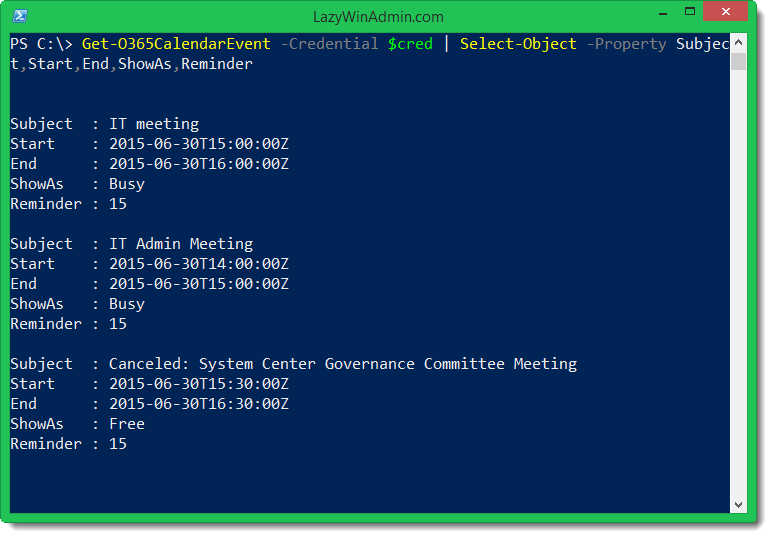 LazyWinAdmin.com
PS C:\> Get-O365CalendarEvent -Credential $cred | Select-Object -Property Subjec
t,Start,End,ShowAs,Reminder
Subject  : IT meeting
Start    : 2015-06-30T15:00:00Z
End      : 2015-06-30T16:00:00Z
ShowAs   : Busy
Reminder : 15
Subject  : IT Admin Meeting
Start    : 2015-06-30T14:00:00Z
End      : 2015-06-30T15:00:00Z
ShowAs   : Busy
Reminder : 15
Subject  : Canceled: System Center Governance Committee Meeting
Start    : 2015-06-30T15:30:00Z
End      : 2015-06-30T16:30:00Z
ShowAs   : Free
Reminder : 15